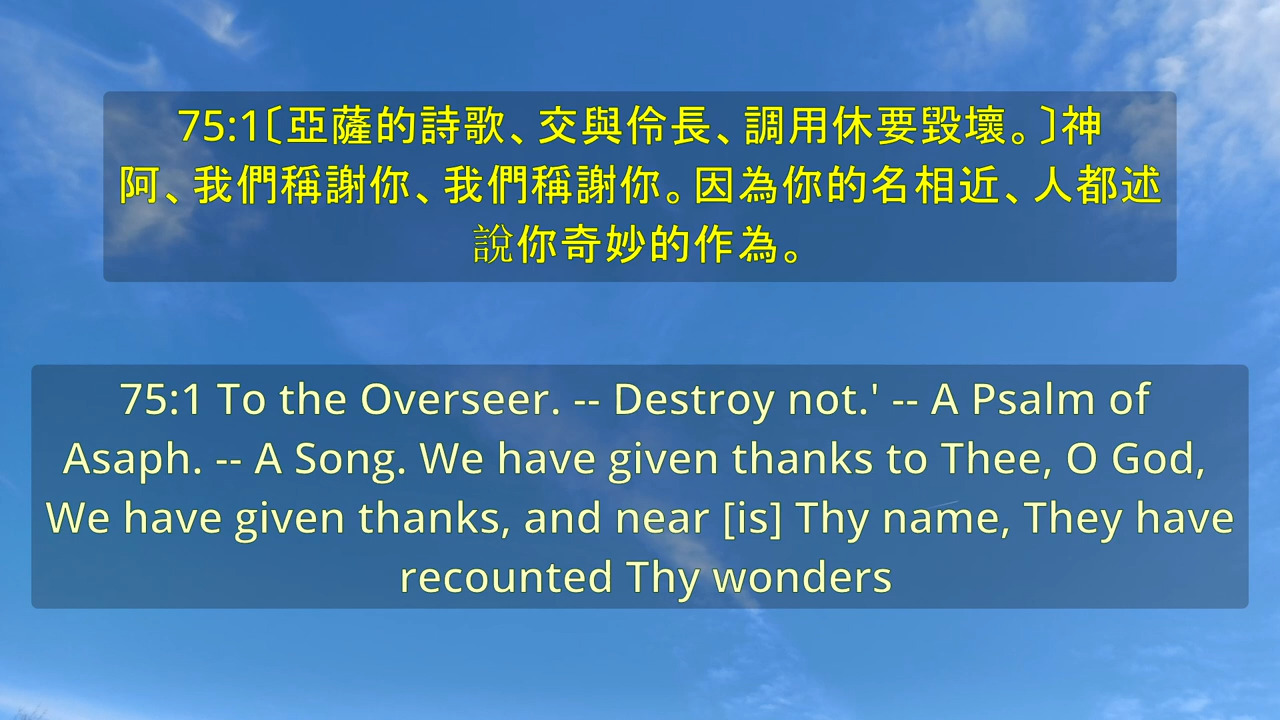 75:1〔亞薩的詩歌、交與伶長、調用休要毀壞。〕神
阿、我們稱謝你、我們稱謝你。因為你的名相近、人都述
說你奇妙的作為。
75:1 To the Overseer. -- Destroy not.' -- A Psalm of
Asaph. -- A Song. We have given thanks to Thee, O God,
We have given thanks, and near [is] Thy name, They have
recounted Thy wonders